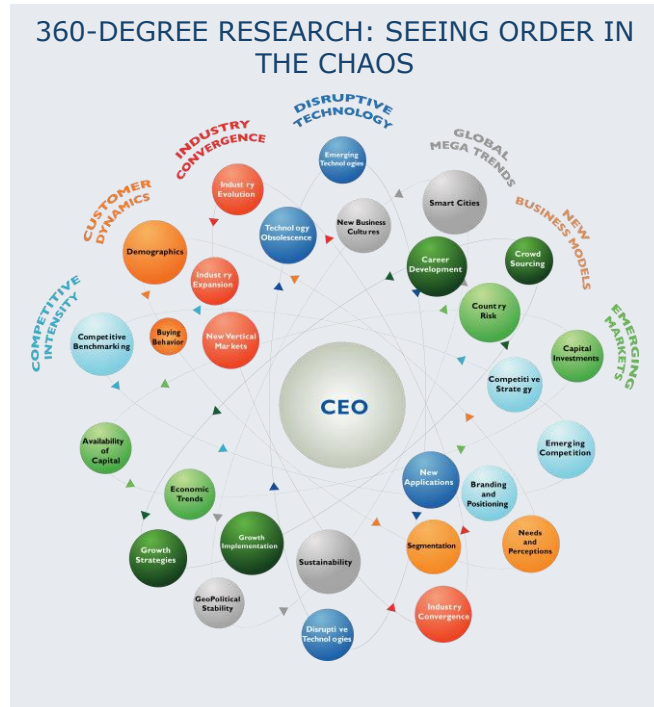 360-DEGREE RESEARCH: SEEING ORDER IN
THE CHAOS
DISRUPTIVE
TECHNOLOGY
INDUSTRY
CONVERGENCE
GLOBAL
MEGA TRENDS
CUSTOMER
DYNAMICS
NEW
BUSINESS MODELS
COMPETITIVE
INTENSITY
EMERGING
MARKETS
Emerging
Technologies
Industry
Evolution
Smart Cities
Technology
Obsolescence
New Business
Cultures
Demographics
Career
Development
Crowd
Sourcing
Industry
Expansion
Country
Risk
Competitive
Benchmarking
Buying
Behavior
New Vertical
Markets
Capital
Investments
Competitive
Strategy
CEO
Availability
of
Capital
Emerging
Competition
Economic
Trends
New
Applications
Branding
and
Positioning
Growth
Strategies
Growth
Implementation
Sustainability
Segmentation
Needs
and
Perceptions
GeoPolitical
Stability
Disruptive
Technologies
Industry
Convergence